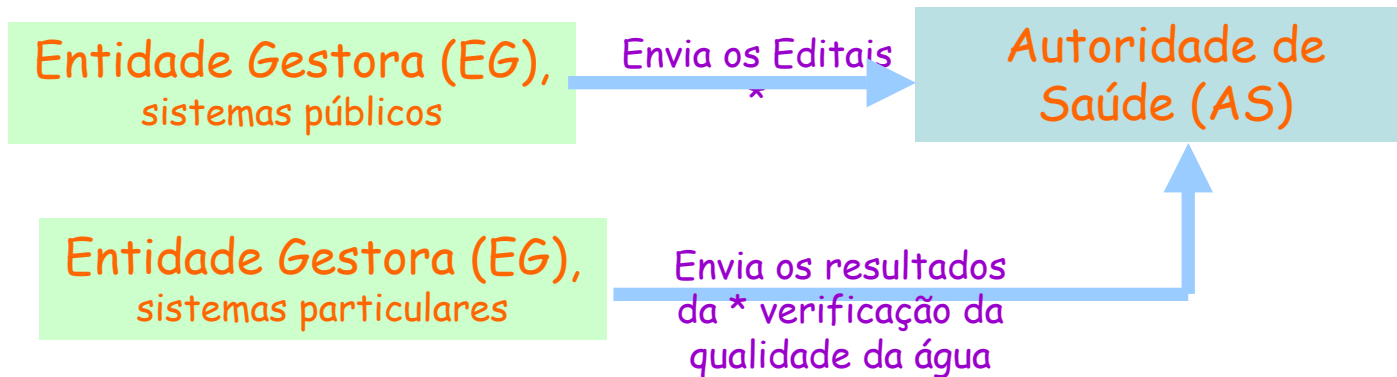 Entidade Gestora (EG),
sistemas públicos
Envia os Editais
*
Autoridade de
Saúde (AS)
Entidade Gestora (EG),
sistemas particulares
Envia os resultados
da * verificação da
qualidade da água